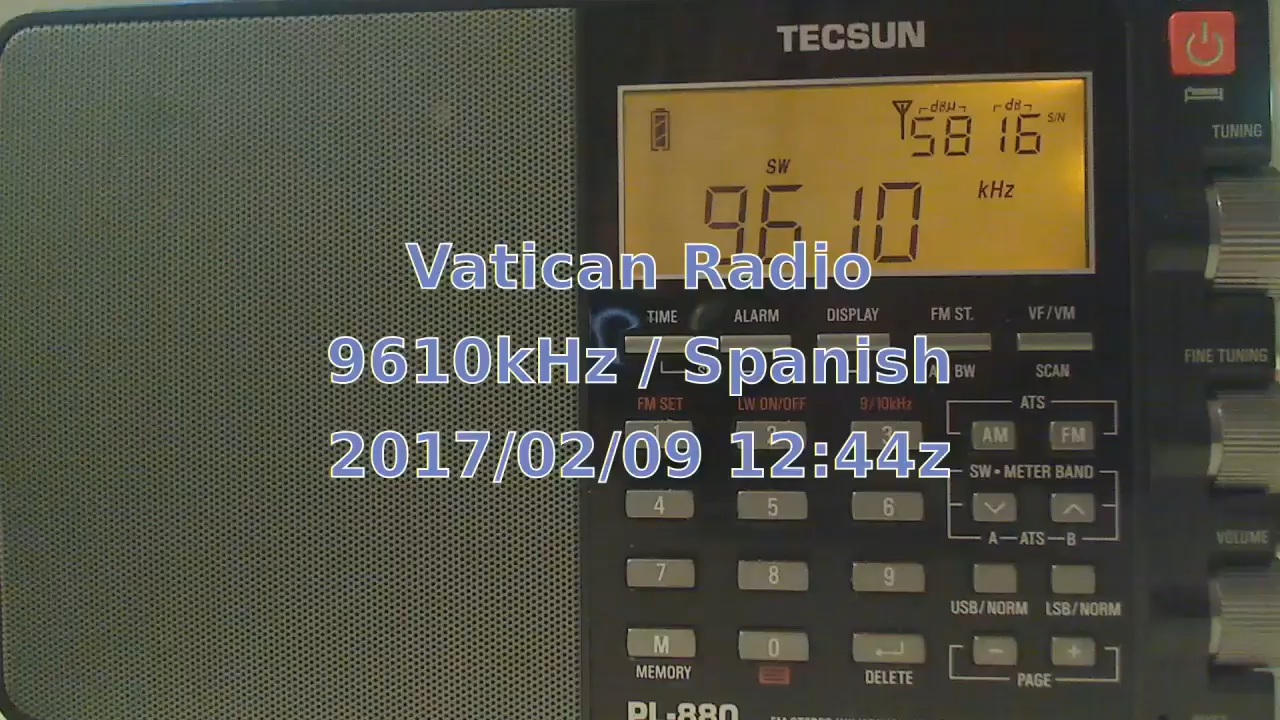 TECSUN
dBμ dB
58 16 S/N
SW
9610 kHz
TUNING
Vatican Radio
9610kHz / Spanish
2017/02/09 12:44z
TIME ALARM DISPLAY FM ST. VF/VM
BW SCAN
FINE TUNING
FM SET LW ON/OFF 9/10kHz ATS
1 2 3 AM FM
SW • METER BAND
4 5 6
A ATS B
VOLUME
7 8 9
USB/NORM LSB/NORM
M 0 - +
MEMORY DELETE PAGE
PL-880